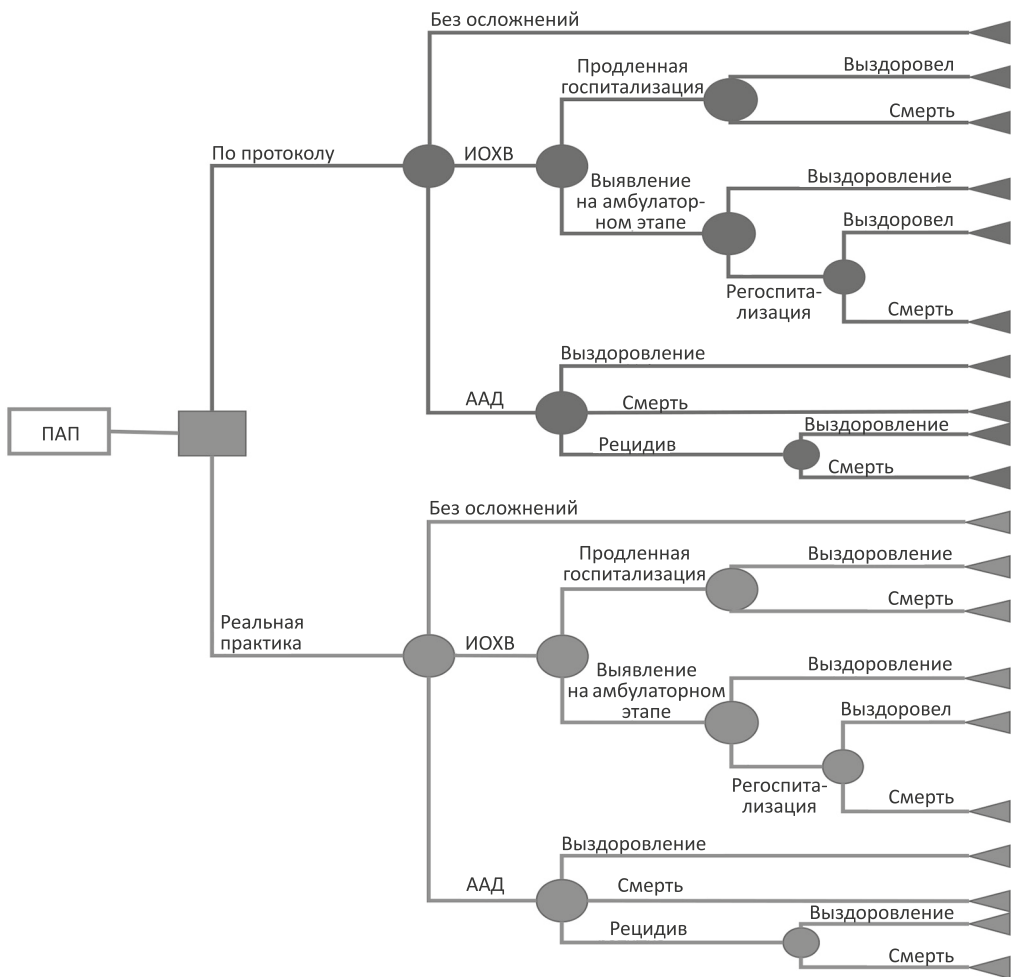 Без осложнений
Выздоровел
Продленная
госпитализация
Смерть
По протоколу
ИОХВ
Выявление
на амбулатор-
ном этапе
Выздоровление
Выздоровел
Регоспита-
лизация
Смерть
Выздоровление
ААД
Смерть
Выздоровление
Рецидив
Смерть
ПАП
Без осложнений
Продленная
госпитализация
Выздоровление
Смерть
Реальная
практика
ИОХВ
Выявление
на амбулаторном
этапе
Выздоровление
Выздоровел
Регоспита-
лизация
Смерть
Выздоровление
ААД
Смерть
Выздоровление
Рецидив
Смерть